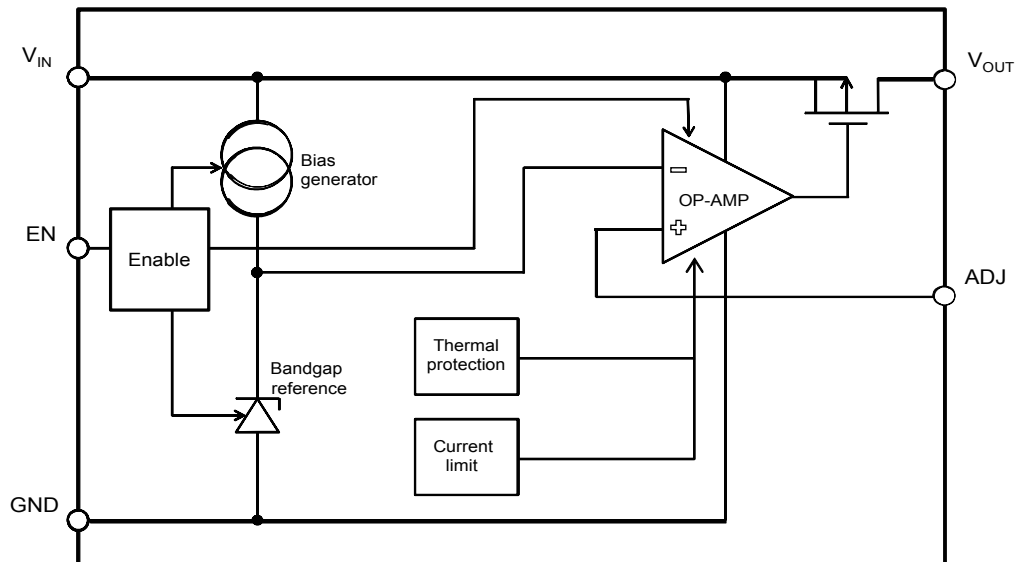 V_IN
V_OUT
Bias
generator
OP-AMP
EN
Enable
ADJ
Thermal
protection
Bandgap
reference
Current
limit
GND